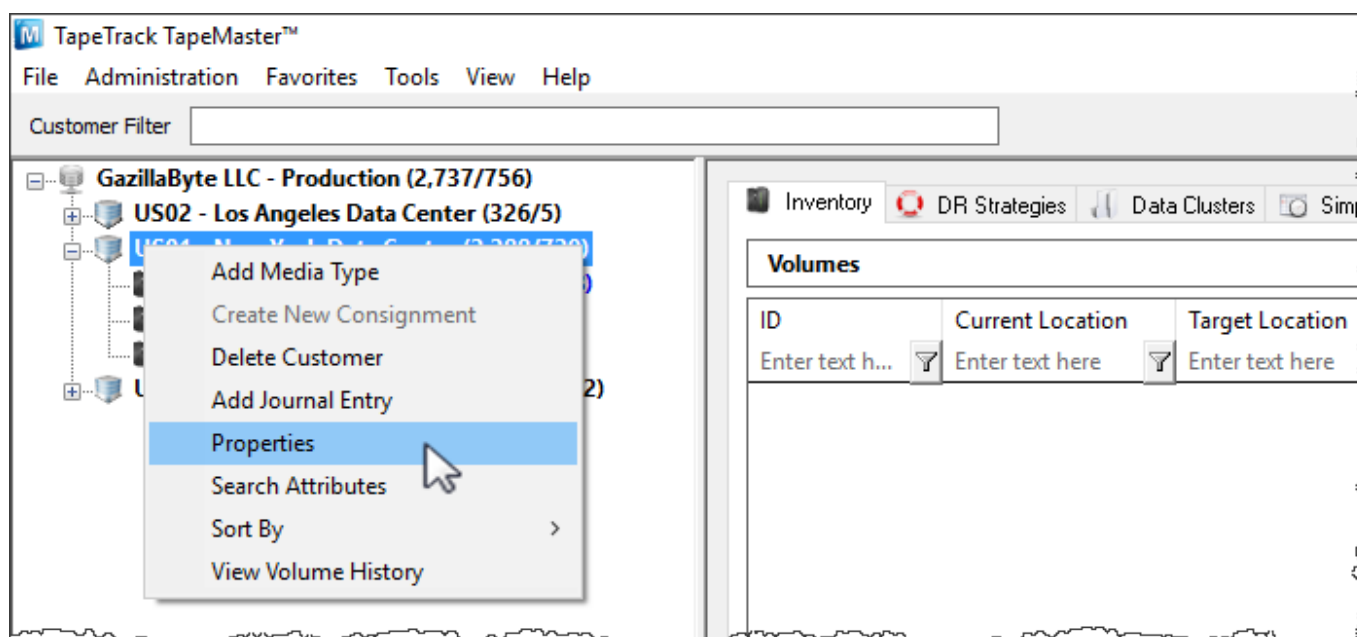 TapeTrack TapeMaster™
File Administration Favorites Tools View Help
Customer Filter
GazillaByte LLC - Production (2,737/756)
US02 - Los Angeles Data Center (326/5)
Inventory DR Strategies Data Clusters
Volumes
ID Current Location Target Location
Enter text h... Enter text here Enter text here
Add Media Type
Create New Consignment
Delete Customer
Add Journal Entry
Properties
Search Attributes
Sort By >
View Volume History
2)